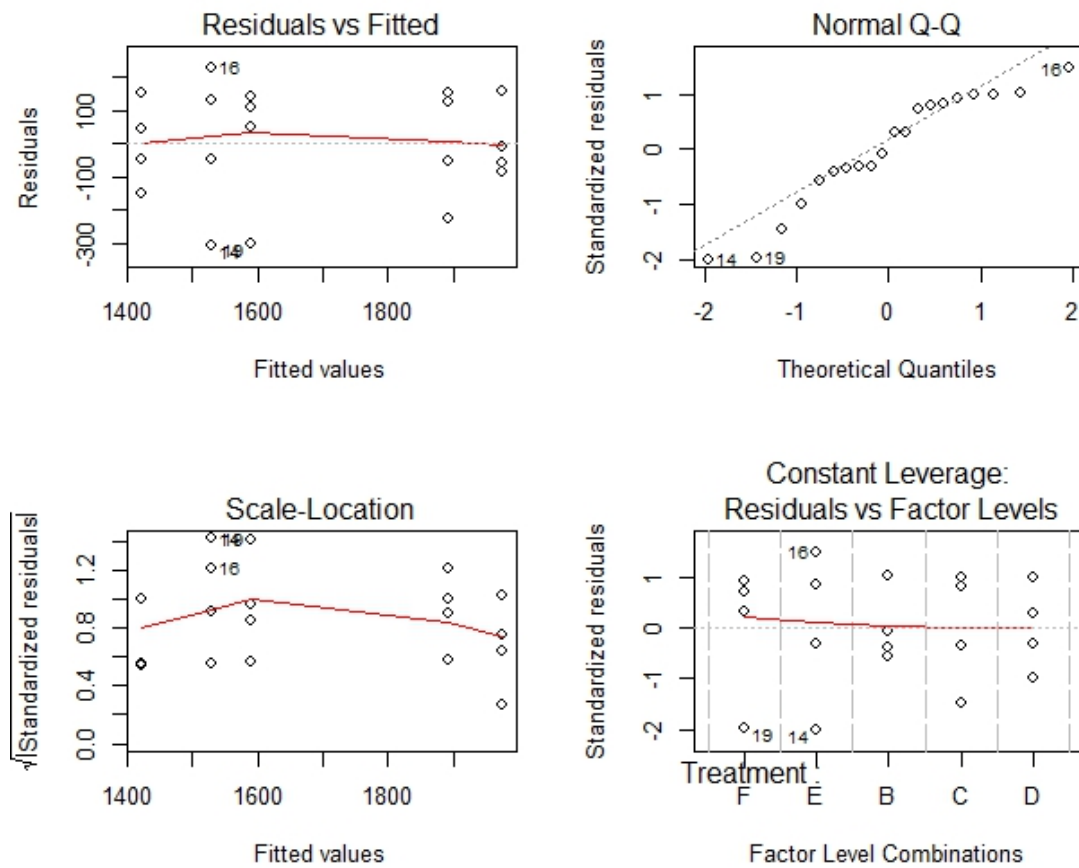 Residuals vs Fitted
Residuals
100
-100
-300
16
14
19
1400
1600
1800
Fitted values
Normal Q-Q
Standardized residuals
1
0
-1
-2
16
14
19
-2
-1
0
1
2
Theoretical Quantiles
Scale-Location
√|Standardized residuals|
1.2
0.8
0.4
0.0
14
19
16
1400
1600
1800
Fitted values
Constant Leverage:
Residuals vs Factor Levels
Standardized residuals
1
0
-1
-2
16
19
14
Treatment :
F
E
B
C
D
Factor Level Combinations